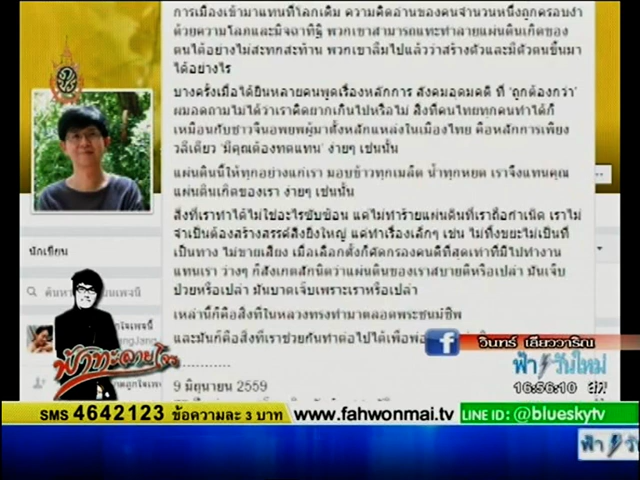 การเมืองเข้ามาแทนที่โลกเดิม ความคิดอ่านของคนจำนวนหนึ่งถูกครอบงำ
ด้วยความโลภและมิจฉาทิฐิ พวกเขาสามารถแทะทำลายแผ่นดินเกิดของ
ตนได้อย่างไม่สะทกสะท้าน พวกเขาลืมไปแล้วว่าสร้างตัวและมีตัวตนขึ้นมา
ได้อย่างไร
บางครั้งเมื่อได้ยินหลายคนพูดเรื่องหลักการ สังคมอุดมคติ ที่ 'ถูกต้องกว่า'
ผมอดถามไม่ได้ว่าเราคิดยากเกินไปหรือไม่ สิ่งที่คนไทยทุกคนทำได้ก็
เหมือนกับชาวจีนอพยพผู้มาตั้งหลักแหล่งในเมืองไทย คือหลักการเพียง
วลีเดียว 'มีคุณต้องทดแทน' ง่ายๆ เช่นนั้น
แผ่นดินนี้ให้ทุกอย่างแก่เรา มอบข้าวทุกเมล็ด น้ำทุกหยด เราจึงแทนคุณ
แผ่นดินเกิดของเรา ง่ายๆ เช่นนั้น
สิ่งที่เราทำได้ไม่ใช่อะไรซับซ้อน แค่ไม่ทำร้ายแผ่นดินที่เราถือกำเนิด เราไม่
จำเป็นต้องสร้างสรรค์สิ่งยิ่งใหญ่ แค่ทำเรื่องเล็กๆ เช่น ไม่ทิ้งขยะไม่เป็นที่
เป็นทาง ไม่ขายเสียง เมื่อเลือกตั้งก็คัดกรองคนดีที่สุดเท่าที่มีไปทำงาน
แทนเรา ว่างๆ ก็สังเกตสักนิดว่าแผ่นดินของเราสบายดีหรือเปล่า มันเจ็บ
ป่วยหรือเปล่า มันบาดเจ็บเพราะเราหรือเปล่า
เหล่านี้ก็คือสิ่งที่ในหลวงทรงทำมาตลอดพระชนม์ชีพ
และมันก็คือสิ่งที่เราช่วยกันทำต่อไปได้เพื่อพ่อ
9 มิถุนายน 2559
นักเขียน
ค้นหา
นเพจนี้
ถูกใจเพจนี้
ngJang
ถูกใจเพจ
ฟ้าทะลายโจร
วินทร์ เลียววาริณ
ฟ้าวันใหม่
16:56:10 สด
SMS 4642123 ข้อความละ 3 บาท www.fahwonmai.tv LINE ID: @blueskytv
ฟ้า วั